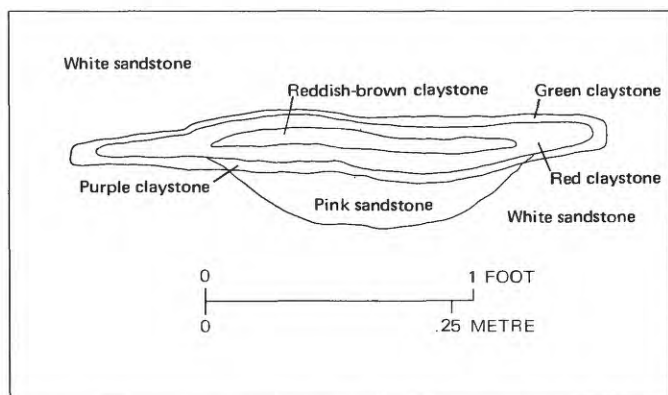 White sandstone
Reddish-brown claystone
Green claystone
Purple claystone
Red claystone
Pink sandstone
White sandstone
0 1 FOOT
0 .25 METRE